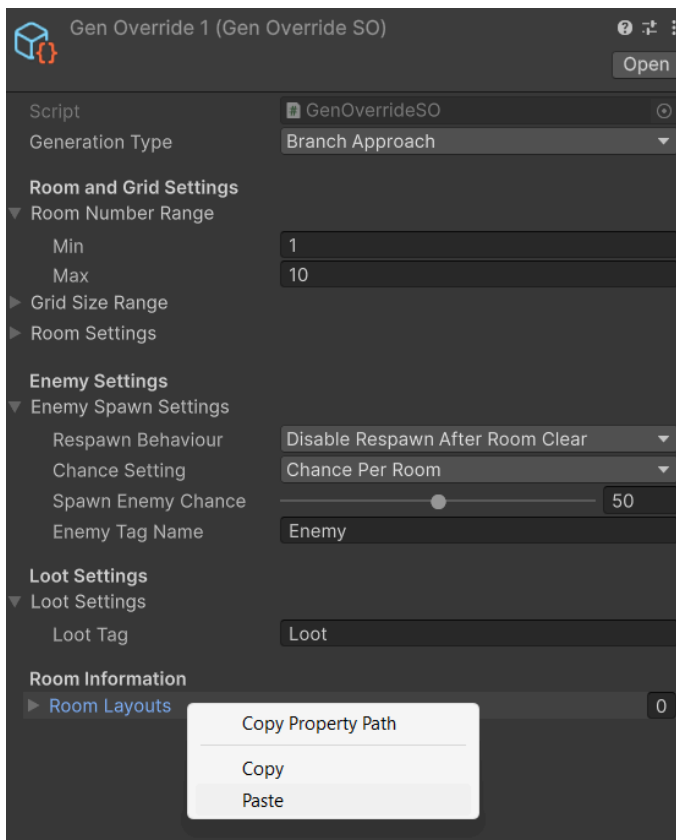 Gen Override 1 (Gen Override SO)
Open
Script GenOverrideSO
Generation Type Branch Approach
Room and Grid Settings
Room Number Range
Min 1
Max 10
Grid Size Range
Room Settings
Enemy Settings
Enemy Spawn Settings
Respawn Behaviour Disable Respawn After Room Clear
Chance Setting Chance Per Room
Spawn Enemy Chance 50
Enemy Tag Name Enemy
Loot Settings
Loot Settings
Loot Tag Loot
Room Information
Room Layouts 0
Copy Property Path
Copy
Paste